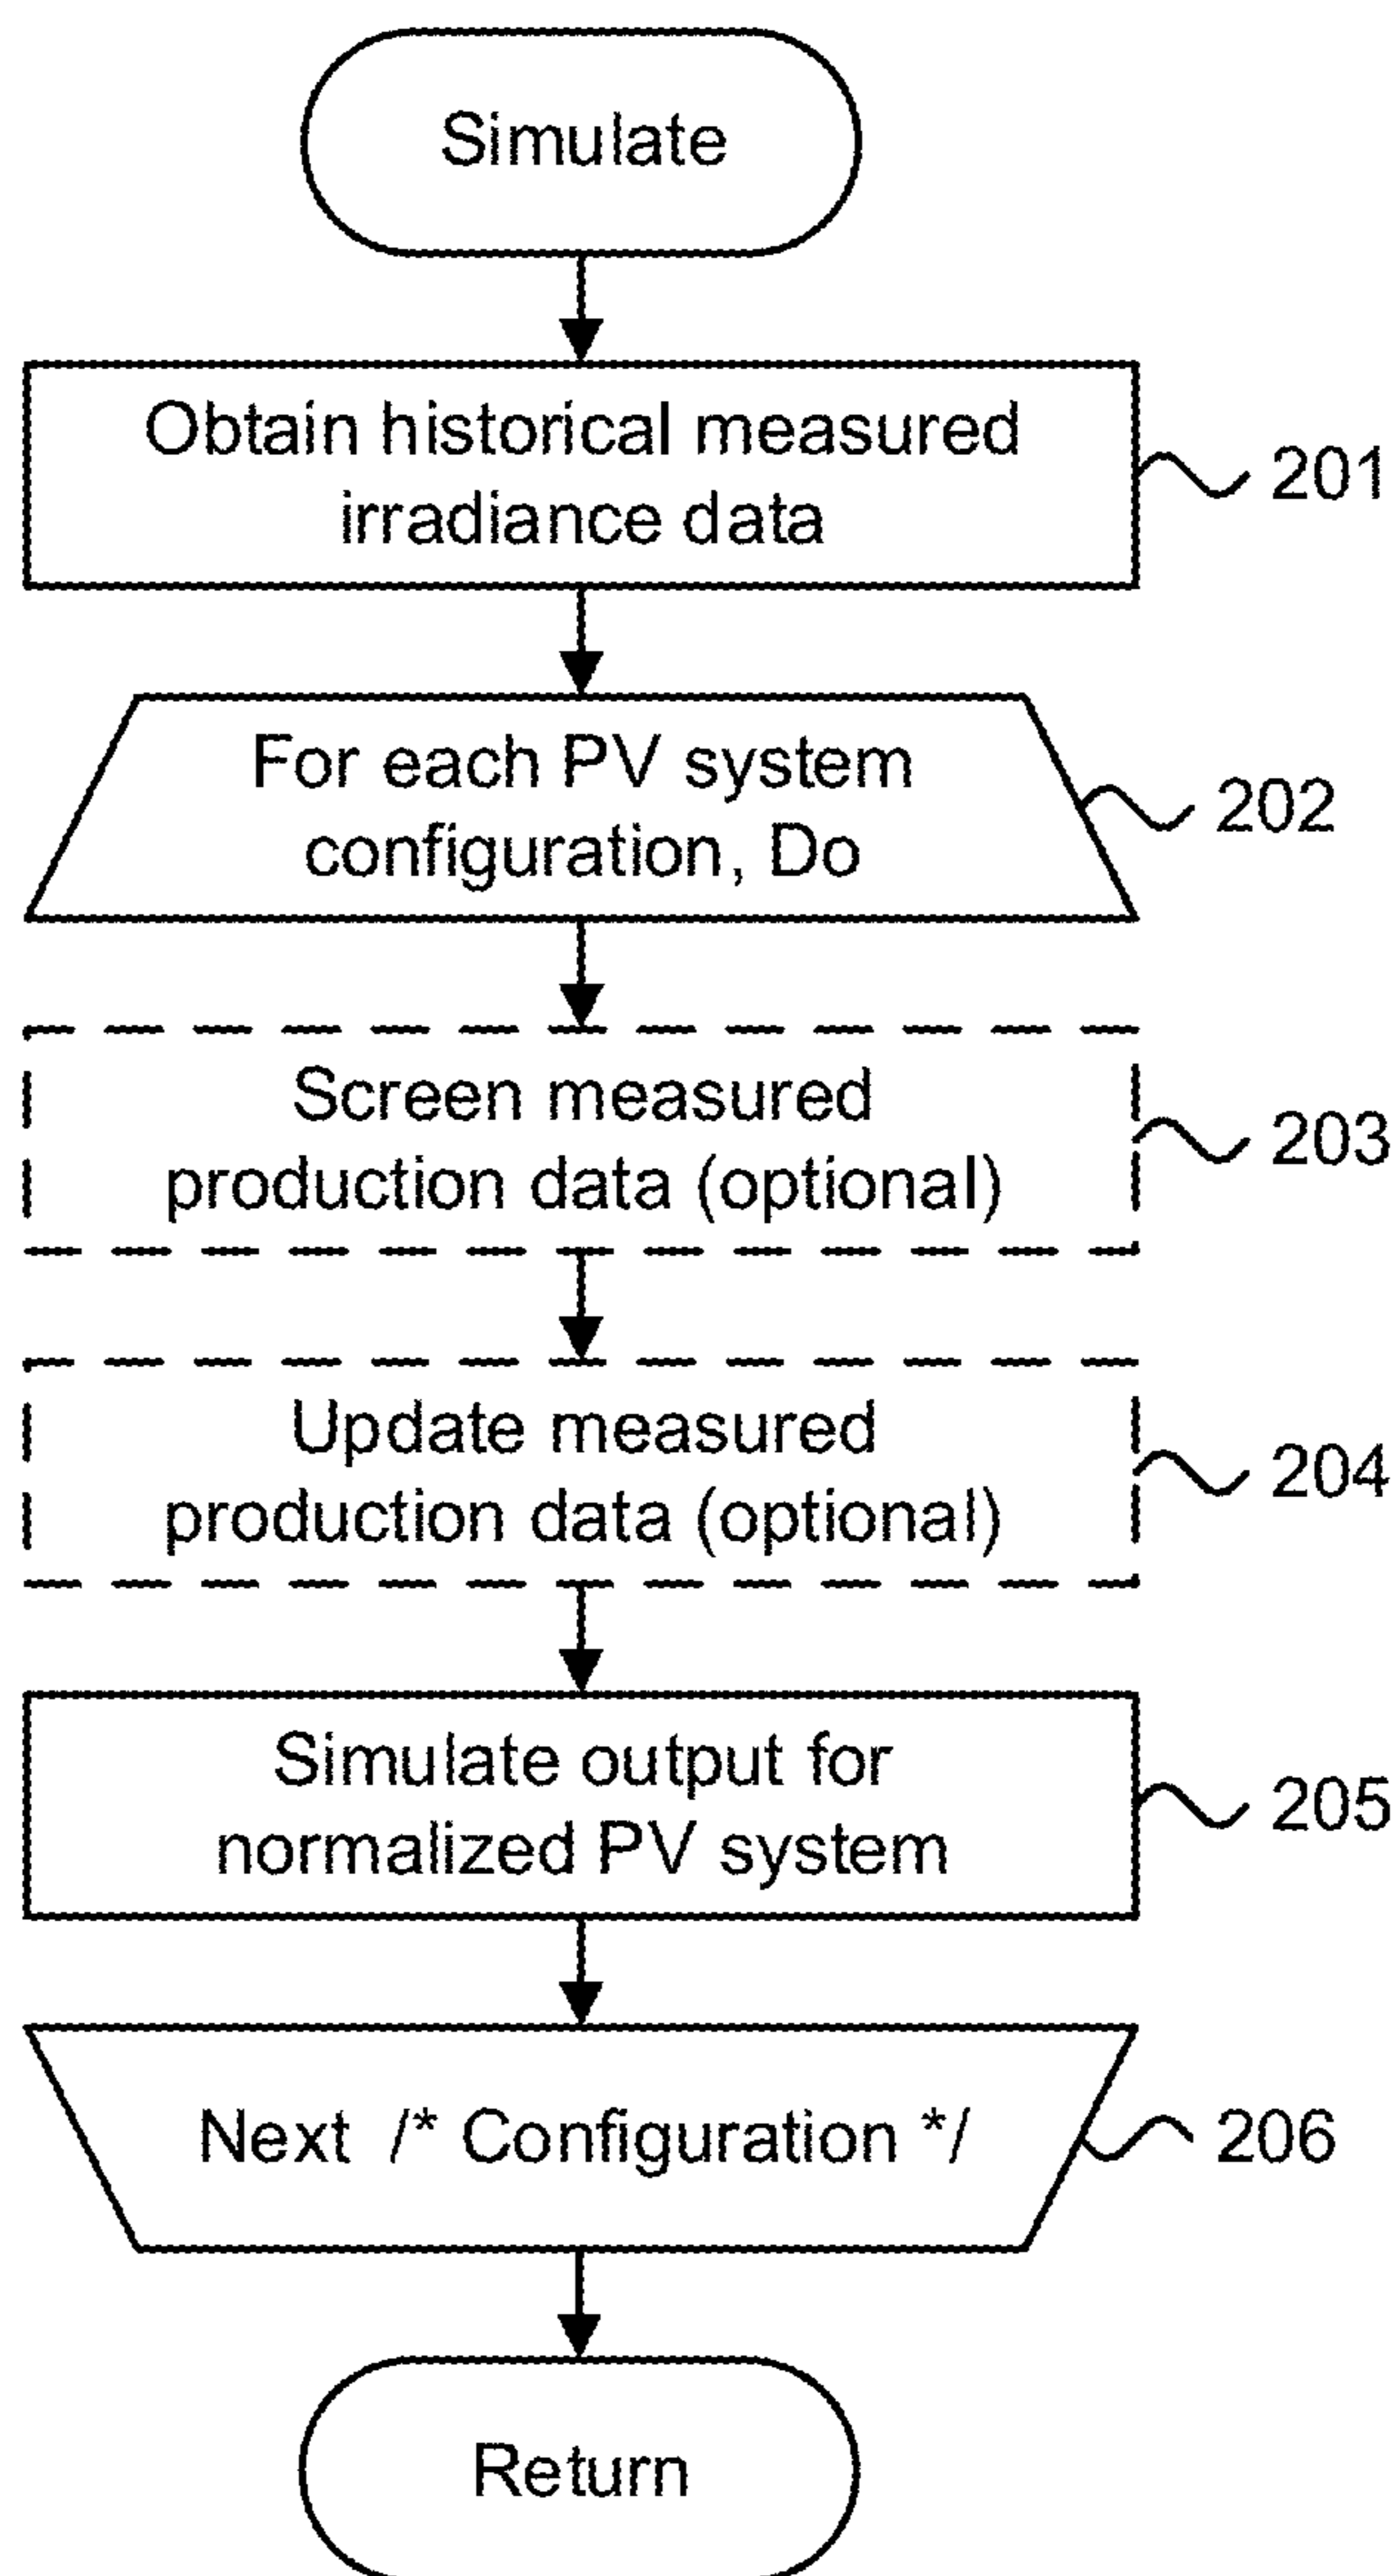 Simulate
Obtain historical measured
irradiance data
201
For each PV system
configuration, Do
202
Screen measured
production data (optional)
203
Update measured
production data (optional)
204
Simulate output for
normalized PV system
205
Next /* Configuration */
206
Return